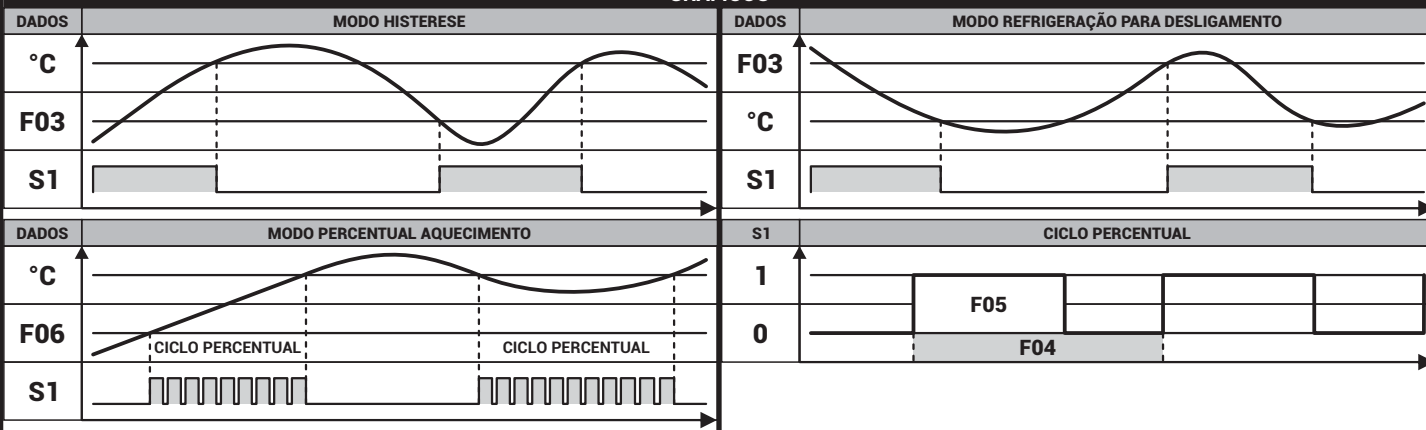 DADOS MODO HISTERESE
°C
F03
S1
DADOS MODO REFRIGERAÇÃO PARA DESLIGAMENTO
F03
°C
S1
DADOS MODO PERCENTUAL AQUECIMENTO
°C
F06
CICLO PERCENTUAL CICLO PERCENTUAL
S1
S1 CICLO PERCENTUAL
1
F05
0
F04